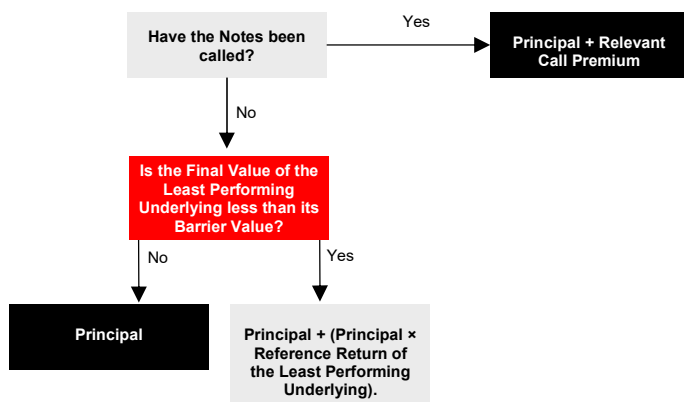 Have the Notes been
called?
Yes
Principal + Relevant
Call Premium
No
Is the Final Value of the
Least Performing
Underlying less than its
Barrier Value?
No
Yes
Principal
Principal + (Principal ×
Reference Return of
the Least Performing
Underlying).